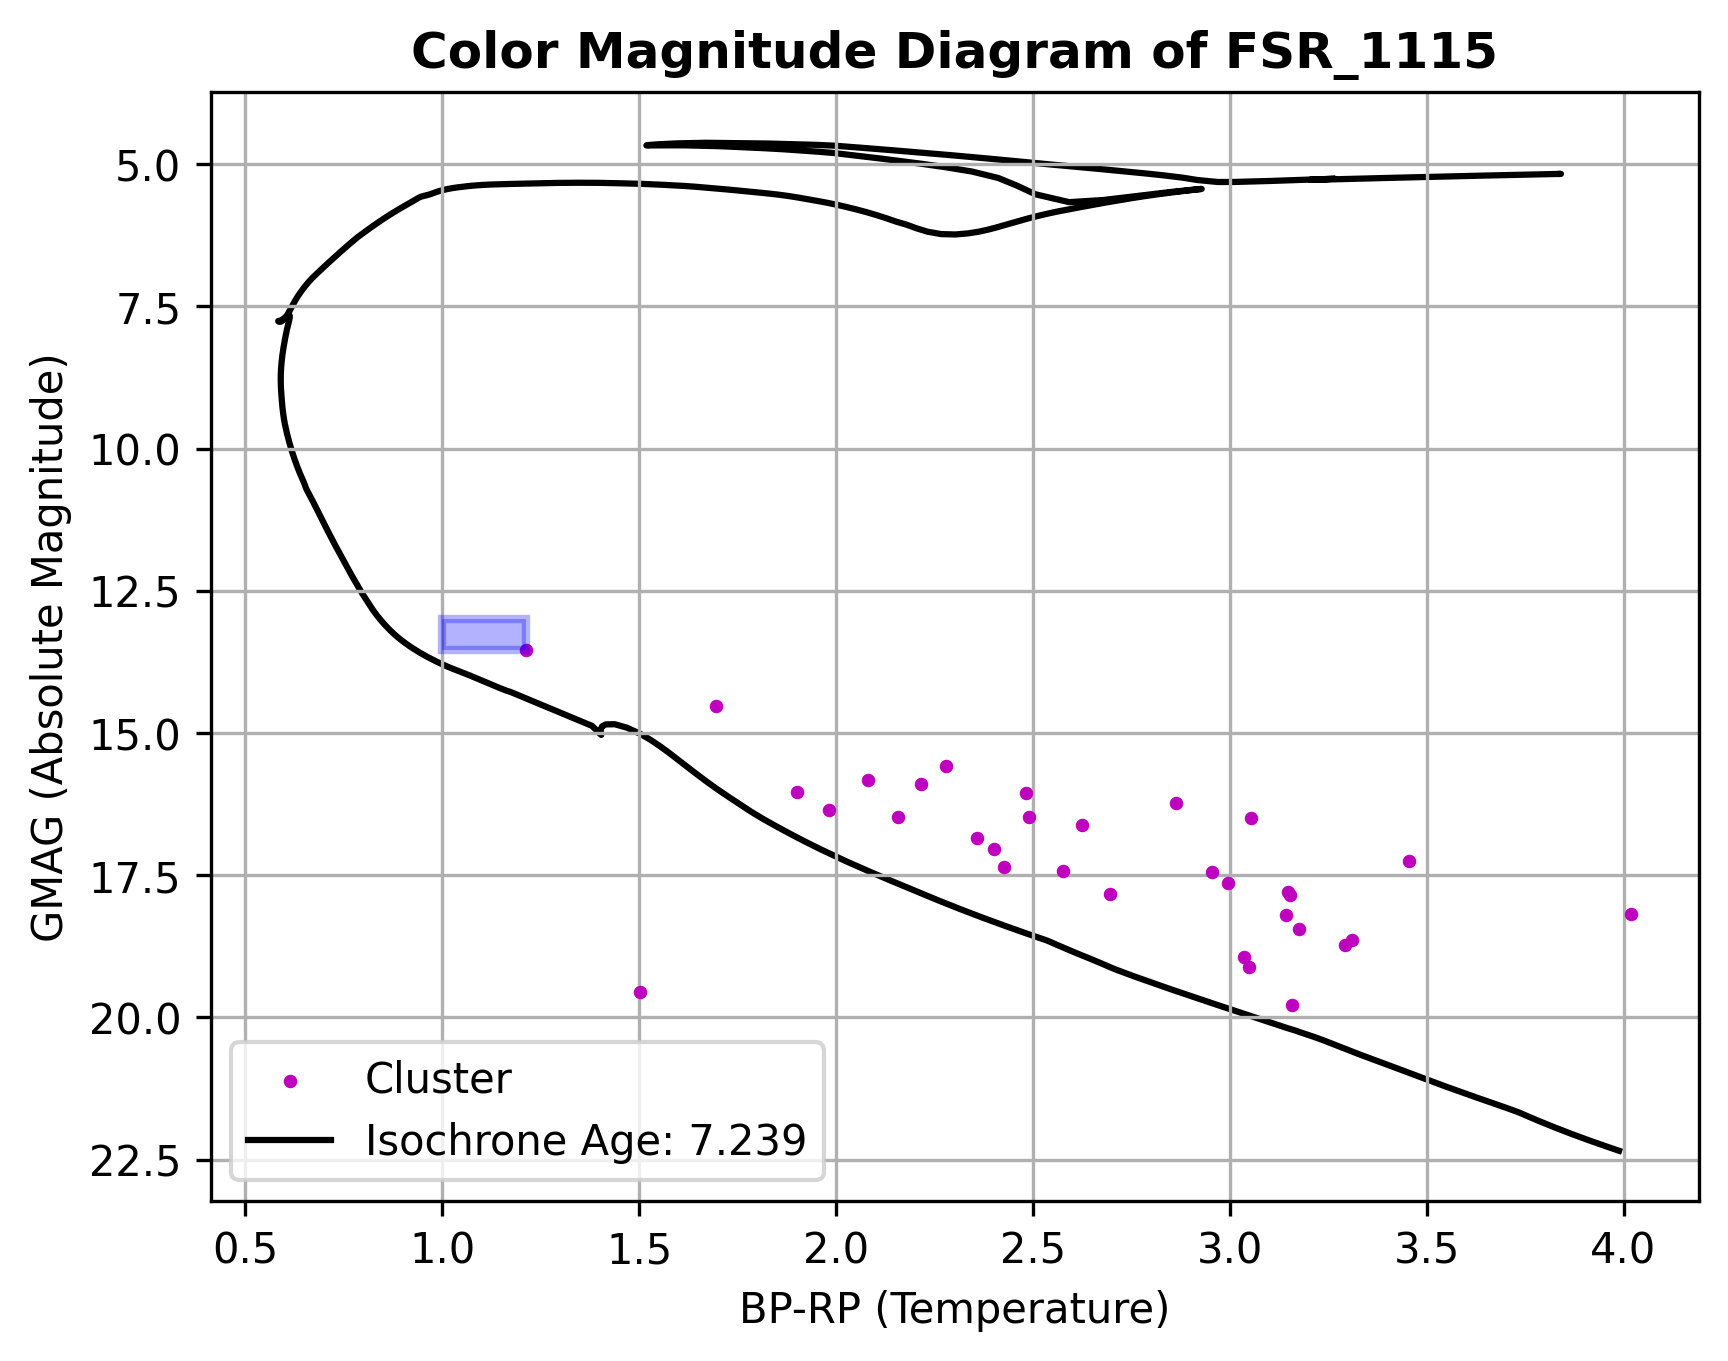 Color Magnitude Diagram of FSR_1115
GMAG (Absolute Magnitude)
5.0
7.5
10.0
12.5
15.0
17.5
20.0
22.5
Cluster
Isochrone Age: 7.239
0.5 1.0 1.5 2.0 2.5 3.0 3.5 4.0
BP-RP (Temperature)